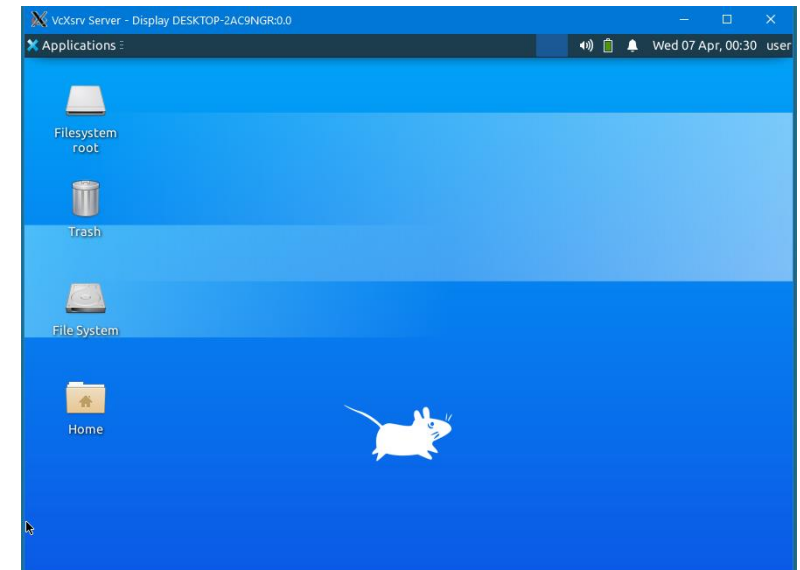 VcXsrv Server - Display DESKTOP-2AC9NGR:0.0
Applications
Wed 07 Apr, 00:30 user
Filesystem
root
Trash
File System
Home